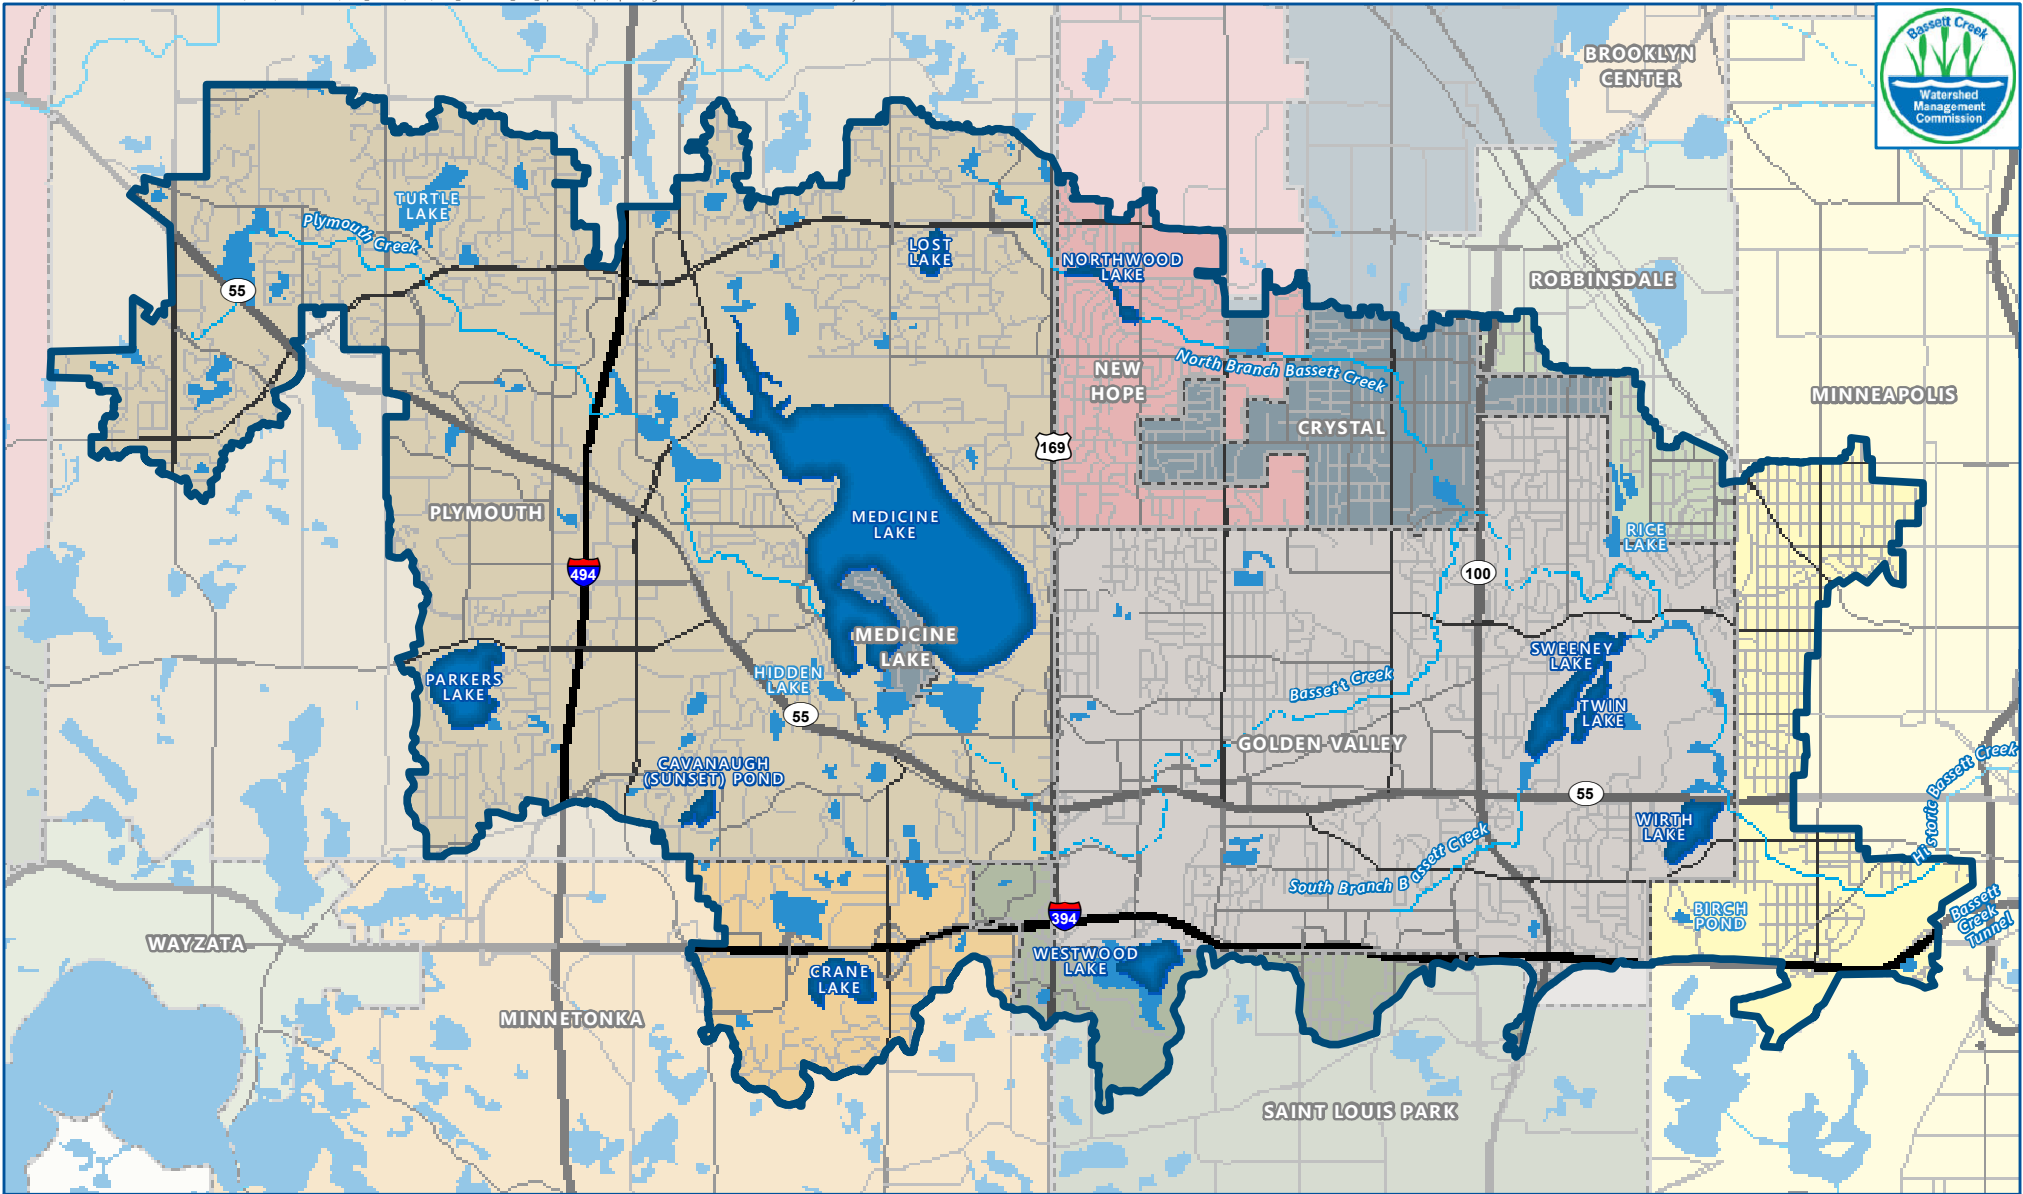 Bassett Creek
Watershed
Management
Commission
BROOKLYN
CENTER
TURTLE
LAKE
Plymouth Creek
LOST
LAKE
NORTHWOOD
LAKE
55
ROBBINSDALE
North Branch Bassett Creek
NEW
HOPE
CRYSTAL
MINNEAPOLIS
169
PLYMOUTH
MEDICINE
LAKE
RICE
LAKE
494
100
MEDICINE
LAKE
SWEENEY
LAKE
PARKERS
LAKE
HIDDEN
LAKE
Bassett Creek
TWIN
LAKE
55
GOLDEN VALLEY
CAVANAUGH
(SUNSET) POND
55
Historic Bassett Creek
WIRTH
LAKE
South Branch Bassett Creek
394
BIRCH
POND
Bassett
Creek
Tunnel
WAYZATA
WESTWOOD
LAKE
CRANE
LAKE
MINNETONKA
SAINT LOUIS PARK